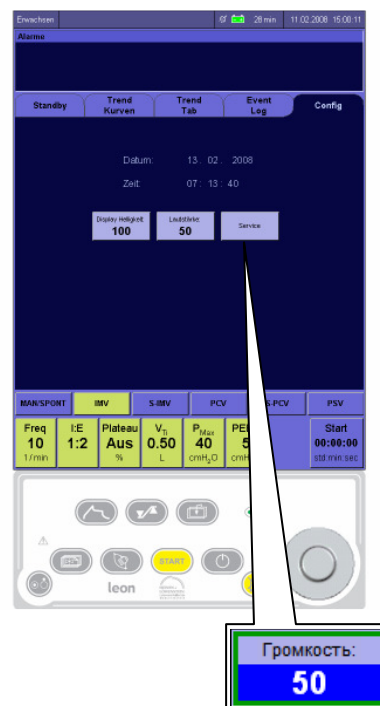 Erwachsen 28 min 11.02.2008 15:08:11
Alarme
Standby Trend Kurven Trend Tab Event Log Config
Datum: 13. 02. 2008
Zeit: 07: 13: 40
Display Helligkeit: 100 Lautstärke: 50 Service
MAN/SPONT IMV S-IMV PCV S-PCV PSV
Freq I:E Plateau VTi PMax Start
10 1:2 Aus 0.50 40 5 00:00:00
1/min % L cmH2O std:min:sec
START
leon
Громкость:
50